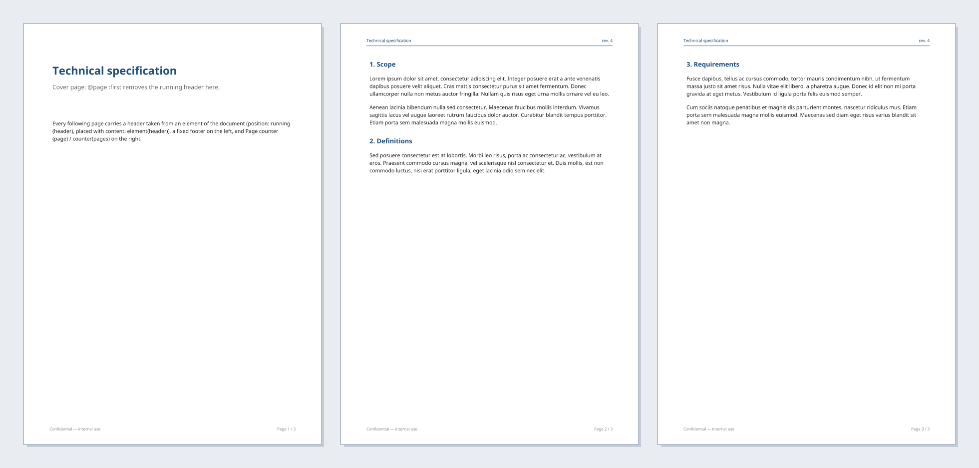 Technical specification
Cover page: @page :first removes the running header here.
Every following page carries a header taken from an element of the document (position: running
(header), placed with content: element(header)), a fixed footer on the left, and Page counter
(page) / counter(pages) on the right.
Confidential — internal use
Page 1 / 3
Technical specification
rev. 4
1. Scope
Lorem ipsum dolor sit amet, consectetur adipiscing elit. Integer posuere erat a ante venenatis
dapibus posuere velit aliquet. Cras mattis consectetur purus sit amet fermentum. Donec
ullamcorper nulla non metus auctor fringilla. Nullam quis risus eget urna mollis ornare vel eu leo.
Aenean lacinia bibendum nulla sed consectetur. Maecenas faucibus mollis interdum. Vivamus
sagittis lacus vel augue laoreet rutrum faucibus dolor auctor. Curabitur blandit tempus porttitor.
Etiam porta sem malesuada magna mollis euismod.
2. Definitions
Sed posuere consectetur est at lobortis. Morbi leo risus, porta ac consectetur ac, vestibulum at
eros. Praesent commodo cursus magna, vel scelerisque nisl consectetur et. Duis mollis, est non
commodo luctus, nisi erat porttitor ligula, eget lacinia odio sem nec elit.
Confidential — internal use
Page 2 / 3
Technical specification
rev. 4
3. Requirements
Fusce dapibus, tellus ac cursus commodo, tortor mauris condimentum nibh, ut fermentum
massa justo sit amet risus. Nulla vitae elit libero, a pharetra augue. Donec id elit non mi porta
gravida at eget metus. Vestibulum id ligula porta felis euismod semper.
Cum sociis natoque penatibus et magnis dis parturient montes, nascetur ridiculus mus. Etiam
porta sem malesuada magna mollis euismod. Maecenas sed diam eget risus varius blandit sit
amet non magna.
Confidential — internal use
Page 3 / 3